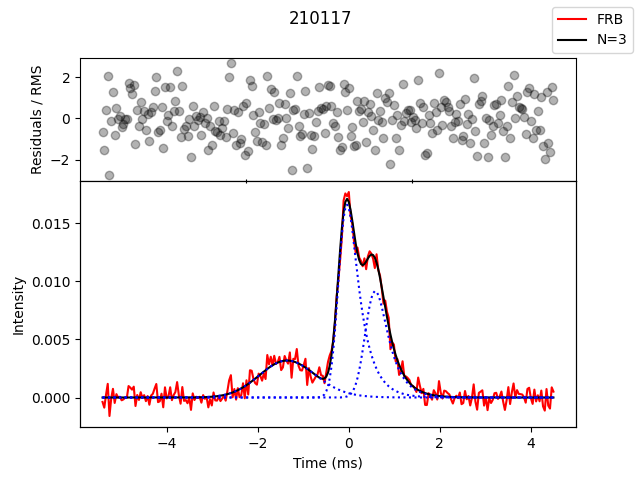 210117
FRB
N=3
Residuals / RMS
2
0
−2
Intensity
0.015
0.010
0.005
0.000
−4
−2
0
2
4
Time (ms)